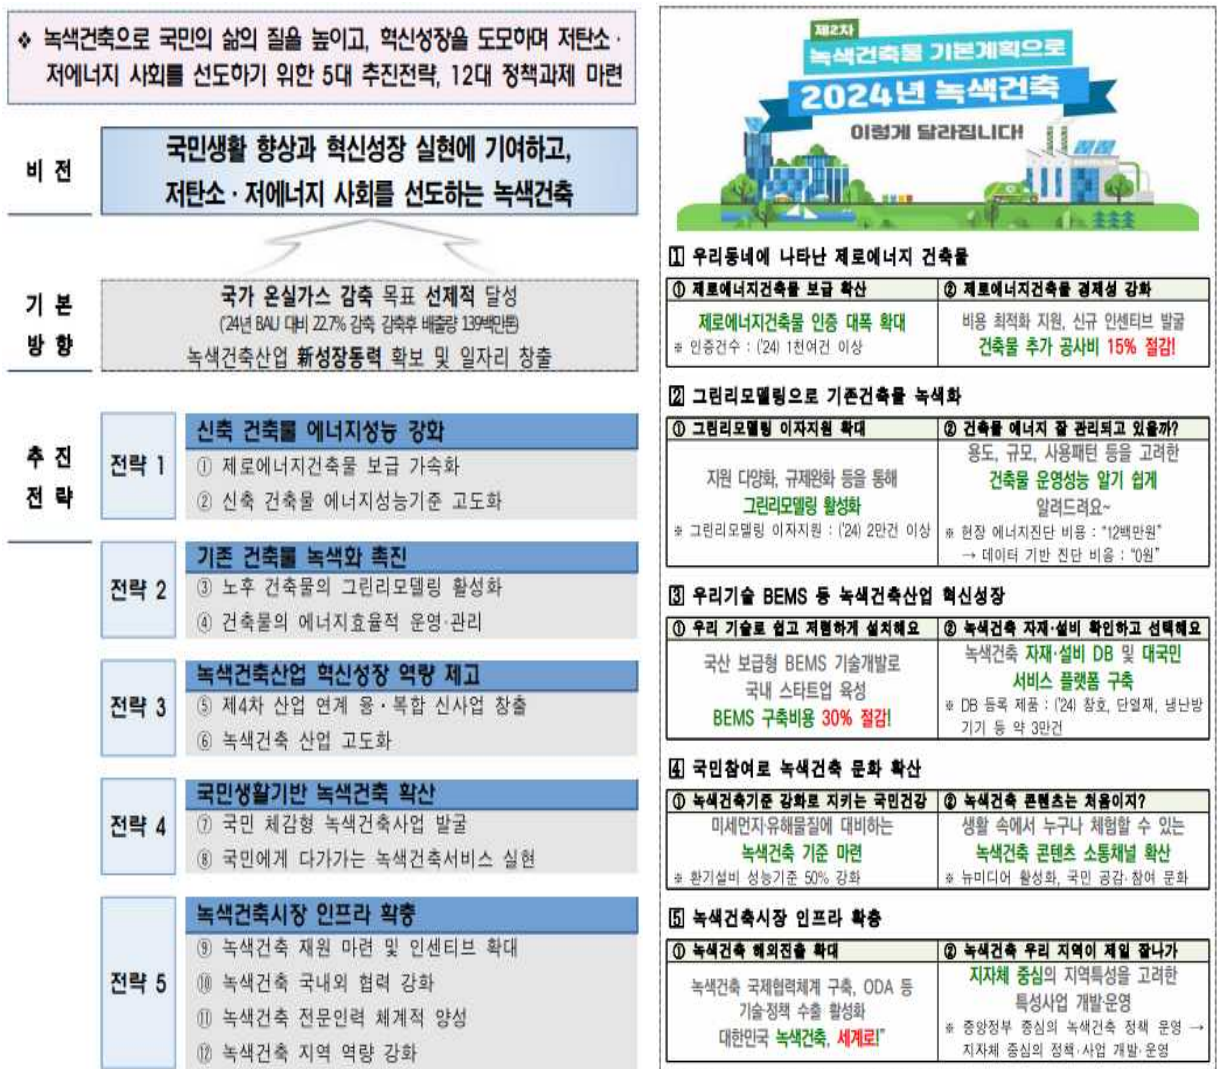 ❖ 녹색건축으로 국민의 삶의 질을 높이고, 혁신성장을 도모하며 저탄소·
저에너지 사회를 선도하기 위한 5대 추진전략, 12대 정책과제 마련
비 전
국민생활 향상과 혁신성장 실현에 기여하고,
저탄소·저에너지 사회를 선도하는 녹색건축
기 본
방 향
국가 온실가스 감축 목표 선제적 달성
('24년 BAU 대비 22.7% 감축 감축후 배출량 139백만톤)
녹색건축산업 新성장동력 확보 및 일자리 창출
추 진
전 략
전략 1
신축 건축물 에너지성능 강화
① 제로에너지건축물 보급 가속화
② 신축 건축물 에너지성능기준 고도화
전략 2
기존 건축물 녹색화 촉진
③ 노후 건축물의 그린리모델링 활성화
④ 건축물의 에너지효율적 운영·관리
전략 3
녹색건축산업 혁신성장 역량 제고
⑤ 제4차 산업 연계 융·복합 신사업 창출
⑥ 녹색건축 산업 고도화
전략 4
국민생활기반 녹색건축 확산
⑦ 국민 체감형 녹색건축사업 발굴
⑧ 국민에게 다가가는 녹색건축서비스 실현
전략 5
녹색건축시장 인프라 확충
⑨ 녹색건축 재원 마련 및 인센티브 확대
⑩ 녹색건축 국내외 협력 강화
⑪ 녹색건축 전문인력 체계적 양성
⑫ 녹색건축 지역 역량 강화
제2차
녹색건축물 기본계획으로
2024년 녹색건축
이렇게 달라집니다!
1 우리동네에 나타난 제로에너지 건축물
① 제로에너지건축물 보급 확산
제로에너지건축물 인증 대폭 확대
※ 인증건수 : ('24) 1천여건 이상
② 제로에너지건축물 경제성 강화
비용 최적화 지원, 신규 인센티브 발굴
건축물 추가 공사비 15% 절감!
2 그린리모델링으로 기존건축물 녹색화
① 그린리모델링 이자지원 확대
지원 다양화, 규제완화 등을 통해
그린리모델링 활성화
※ 그린리모델링 이자지원 : ('24) 2만건 이상
② 건축물 에너지 잘 관리되고 있을까?
용도, 규모, 사용패턴 등을 고려한
건축물 운영성능 알기 쉽게
알려드려요~
※ 현장 에너지진단 비용 : "12백만원"
→ 데이터 기반 진단 비용 : "0원"
3 우리기술 BEMS 등 녹색건축산업 혁신성장
① 우리 기술로 쉽고 저렴하게 설치해요
국산 보급형 BEMS 기술개발로
국내 스타트업 육성
BEMS 구축비용 30% 절감!
② 녹색건축 자재·설비 확인하고 선택해요
녹색건축 자재·설비 DB 및 대국민
서비스 플랫폼 구축
※ DB 등록 제품 : ('24) 창호, 단열재, 냉난방
기기 등 약 3만건
4 국민참여로 녹색건축 문화 확산
① 녹색건축기준 강화로 지키는 국민건강
미세먼지·유해물질에 대비하는
녹색건축 기준 마련
※ 환기설비 성능기준 50% 강화
② 녹색건축 콘텐츠는 처음이지?
생활 속에서 누구나 체험할 수 있는
녹색건축 콘텐츠 소통채널 확산
※ 뉴미디어 활성화, 국민 공감·참여 문화
5 녹색건축시장 인프라 확충
① 녹색건축 해외진출 확대
녹색건축 국제협력체계 구축, ODA 등
기술·정책 수출 활성화
대한민국 녹색건축, 세계로!"
② 녹색건축 우리 지역이 제일 잘나가
지자체 중심의 지역특성을 고려한
특성사업 개발·운영
※ 중앙정부 중심의 녹색건축 정책 운영 →
지자체 중심의 정책·사업 개발·운영